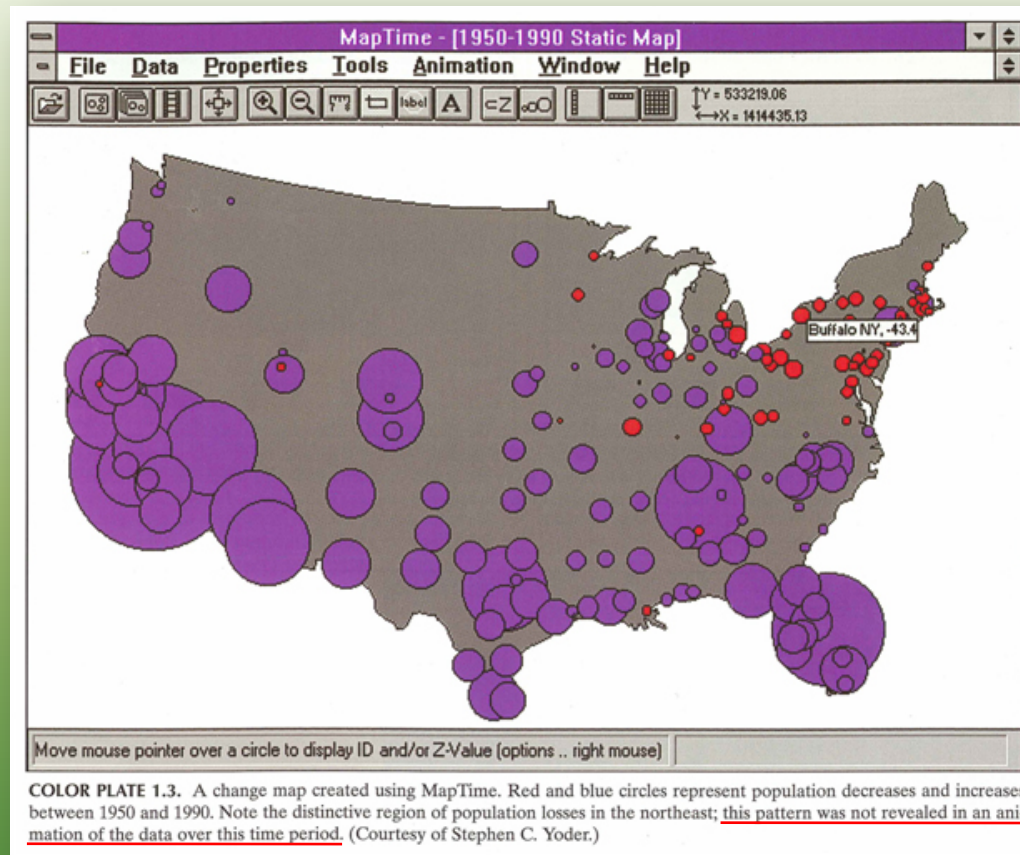 MapTime - [1950-1990 Static Map]
File Data Properties Tools Animation Window Help
label A ⊂Z Y = 533219.06
X = 1414435.13
Buffalo NY, -43.4
Move mouse pointer over a circle to display ID and/or Z-Value (options .. right mouse)
COLOR PLATE 1.3. A change map created using MapTime. Red and blue circles represent population decreases and increases
between 1950 and 1990. Note the distinctive region of population losses in the northeast; this pattern was not revealed in an ani-
mation of the data over this time period. (Courtesy of Stephen C. Yoder.)